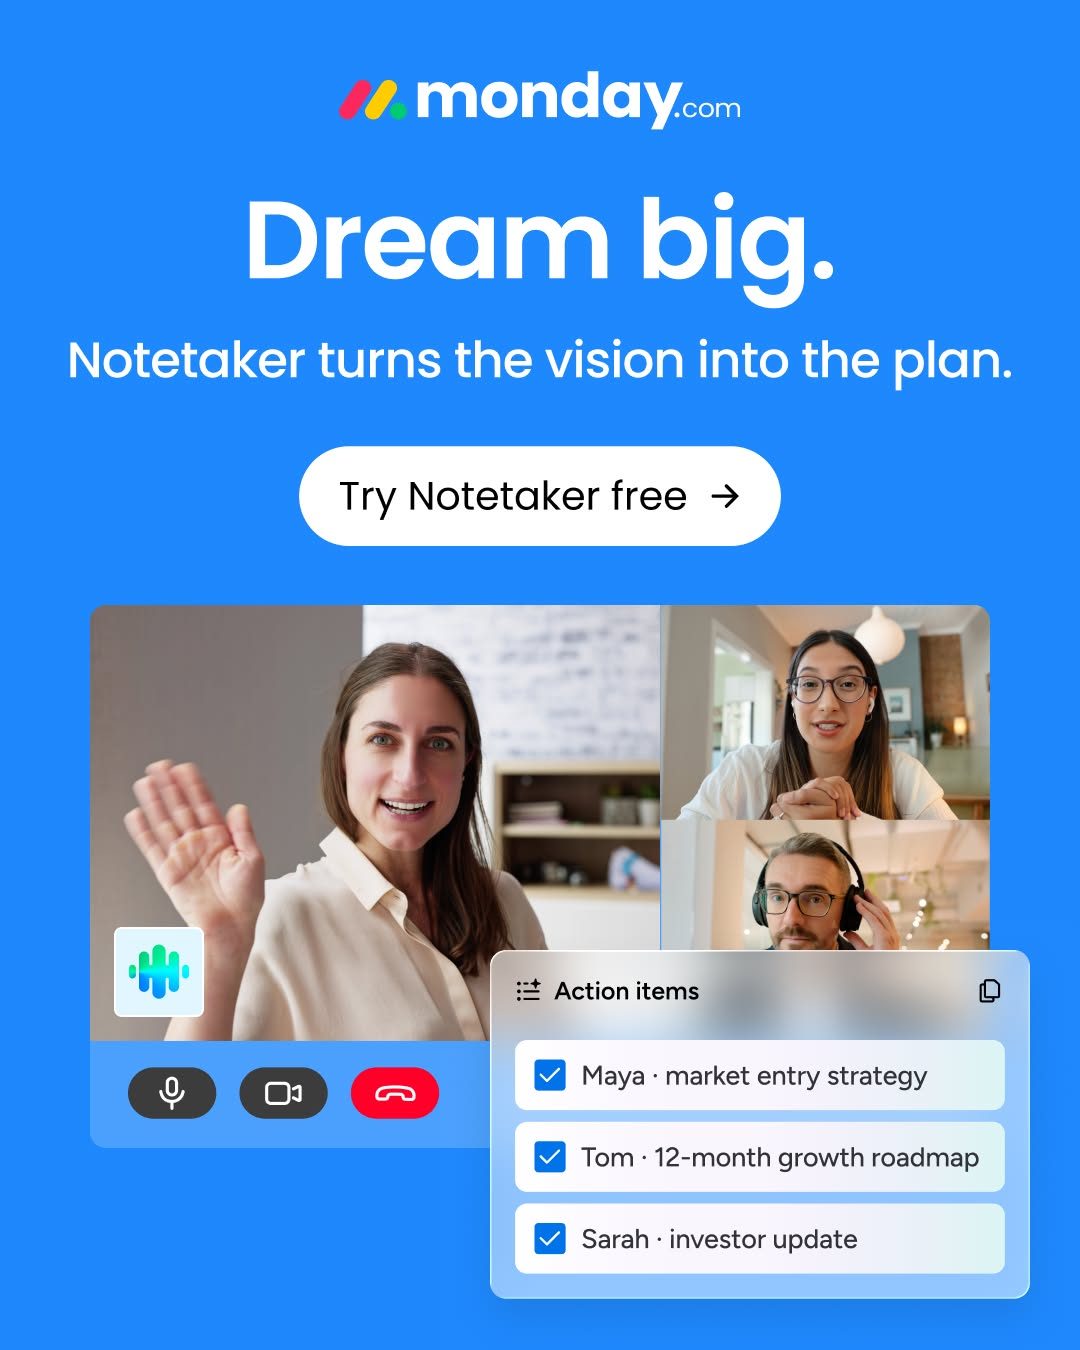 monday.com
Dream big.
Notetaker turns the vision into the plan.
Try Notetaker free →
Action items
Maya · market entry strategy
Tom · 12-month growth roadmap
Sarah · investor update